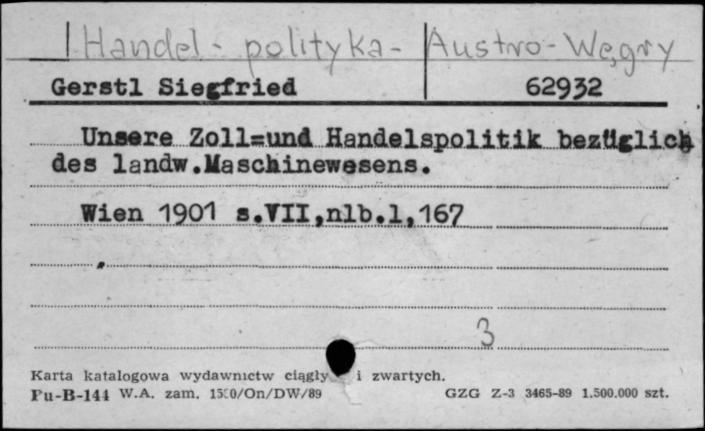 Handel - polityka - Austro-Węgry
Gerstl Siegfried 62932
Unsere Zoll=und Handelspolitik bezüglich
des landw.Maschinewesens.
Wien 1901 s.VII,nlb.1,167
3
Karta katalogowa wydawnictw ciągły i zwartych.
Pu-B-144 W.A. zam. /On/DW/89 GZG Z-3 3465-89 1.500.000 szt.